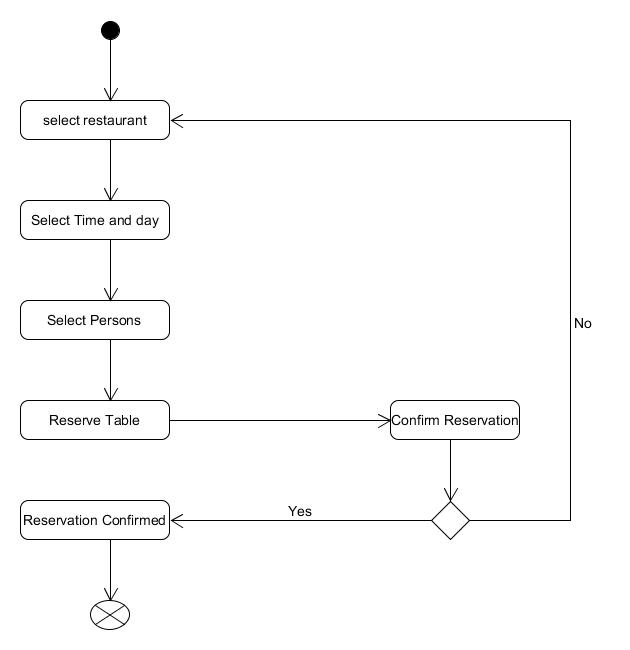 select restaurant
Select Time and day
Select Persons
No
Reserve Table
Confirm Reservation
Yes
Reservation Confirmed